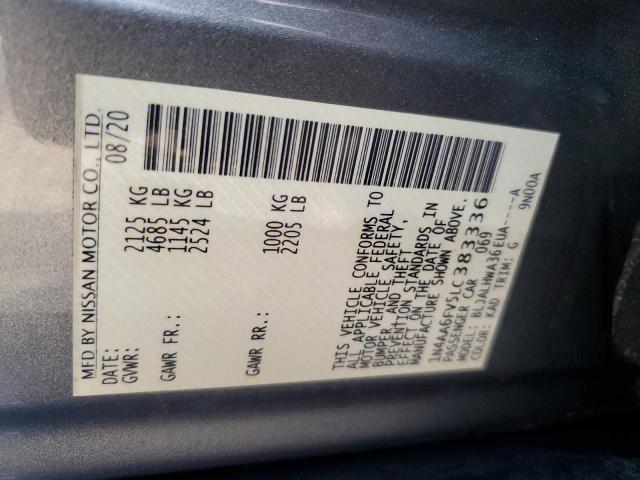 MFD BY NISSAN MOTOR CO., LTD.
DATE: 08/20
GVWR: 2125 KG
4685 LB
GAWR FR.: 1145 KG
2524 LB
GAWR RR.: 1000 KG
2205 LB
THIS VEHICLE CONFORMS TO
ALL APPLICABLE FEDERAL
MOTOR VEHICLE SAFETY,
BUMPER, AND THEFT
PREVENTION STANDARDS IN
EFFECT ON THE DATE OF
MANUFACTURE SHOWN ABOVE.
1N4AA6FV5LC383336
PASSENGER CAR 069
MODEL: BLJALHWA36EUA----A
COLOR: KAD TRIM: G 9N00A